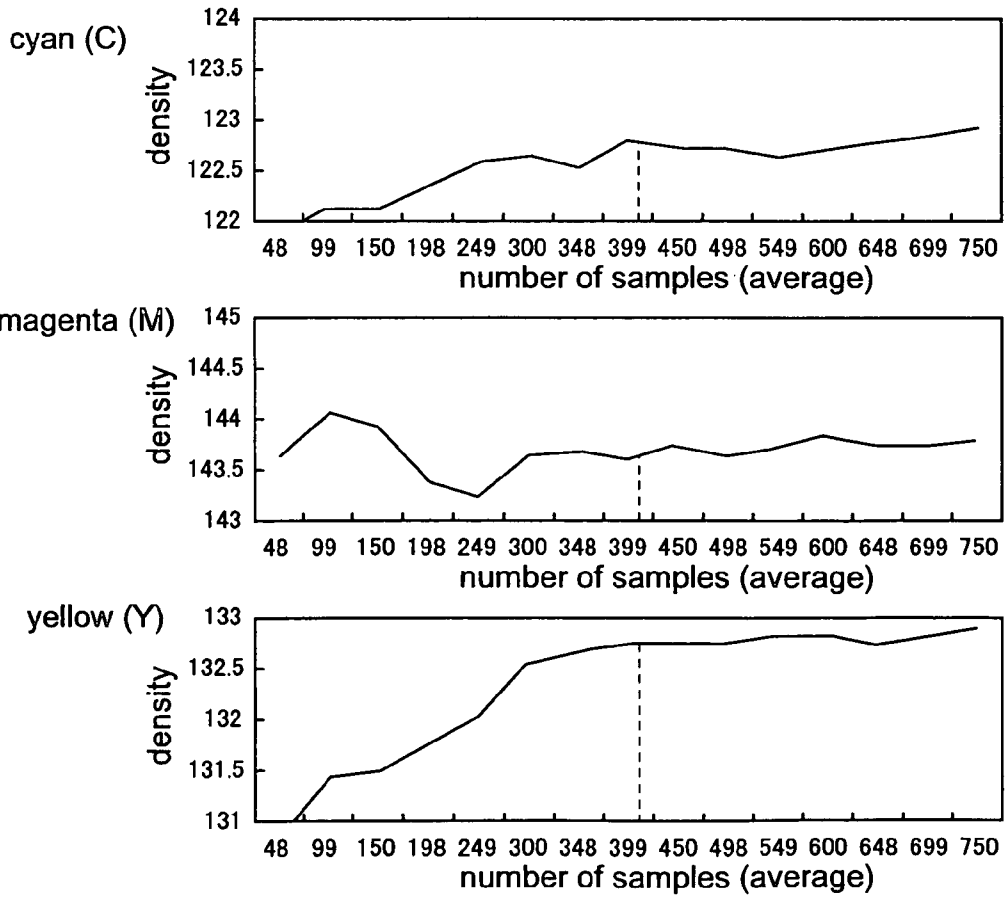 cyan (C)
density
124
123.5
123
122.5
122
48 99 150 198 249 300 348 399 450 498 549 600 648 699 750
number of samples (average)
magenta (M)
density
145
144.5
144
143.5
143
48 99 150 198 249 300 348 399 450 498 549 600 648 699 750
number of samples (average)
yellow (Y)
density
133
132.5
132
131.5
131
48 99 150 198 249 300 348 399 450 498 549 600 648 699 750
number of samples (average)